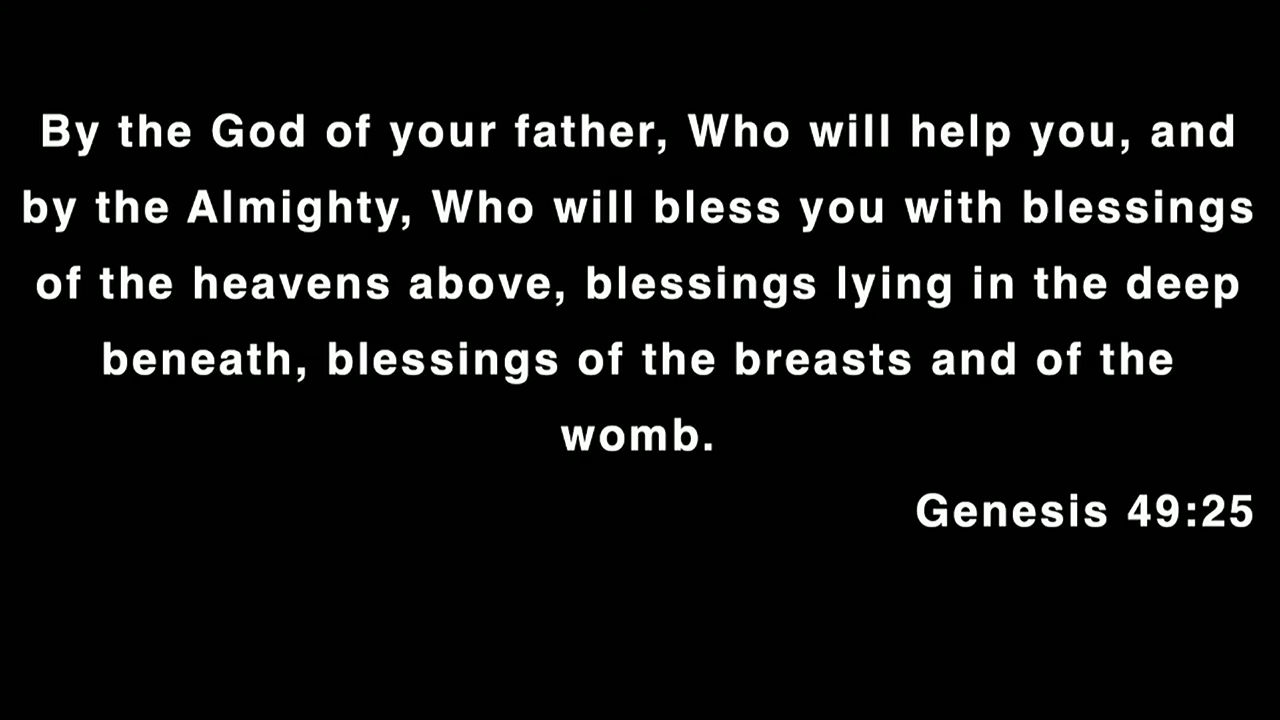 By the God of your father, Who will help you, and
by the Almighty, Who will bless you with blessings
of the heavens above, blessings lying in the deep
beneath, blessings of the breasts and of the
womb.
Genesis 49:25